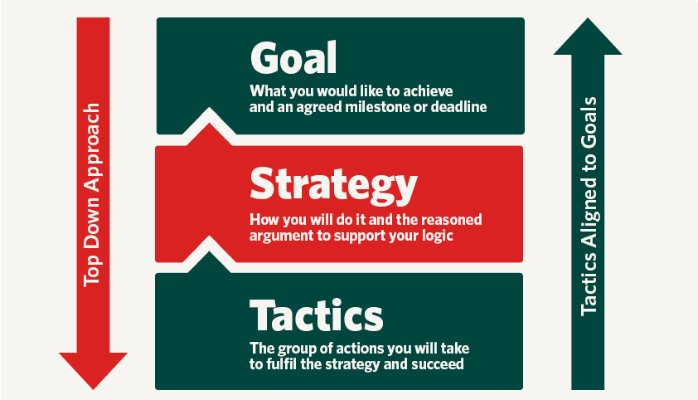 Top Down Approach
Goal
What you would like to achieve
and an agreed milestone or deadline
Strategy
How you will do it and the reasoned
argument to support your logic
Tactics
The group of actions you will take
to fulfil the strategy and succeed
Tactics Aligned to Goals